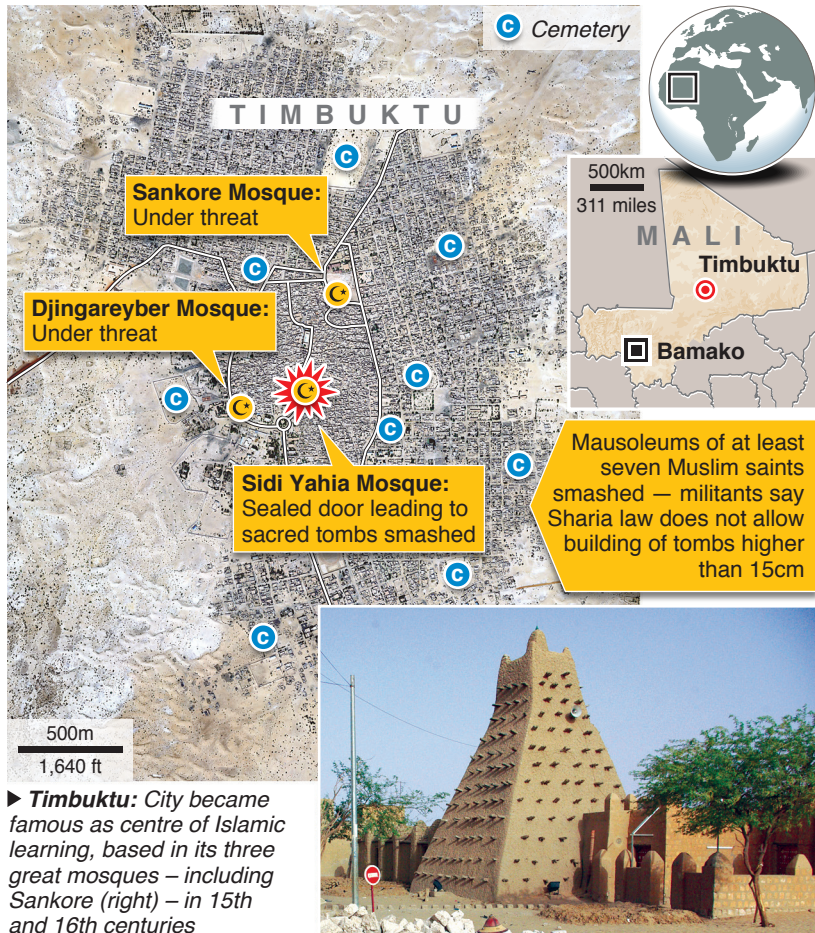 C Cemetery
TIMBUKTU
C
Sankore Mosque:
Under threat
C
C
Djingareyber Mosque:
Under threat
C
C
C
Sidi Yahia Mosque:
Sealed door leading to
sacred tombs smashed
C
C
C
500m
1,640 ft
500km
311 miles
MALI
Timbuktu
Bamako
Mausoleums of at least
seven Muslim saints
smashed — militants say
Sharia law does not allow
building of tombs higher
than 15cm
▶ Timbuktu: City became
famous as centre of Islamic
learning, based in its three
great mosques – including
Sankore (right) – in 15th
and 16th centuries